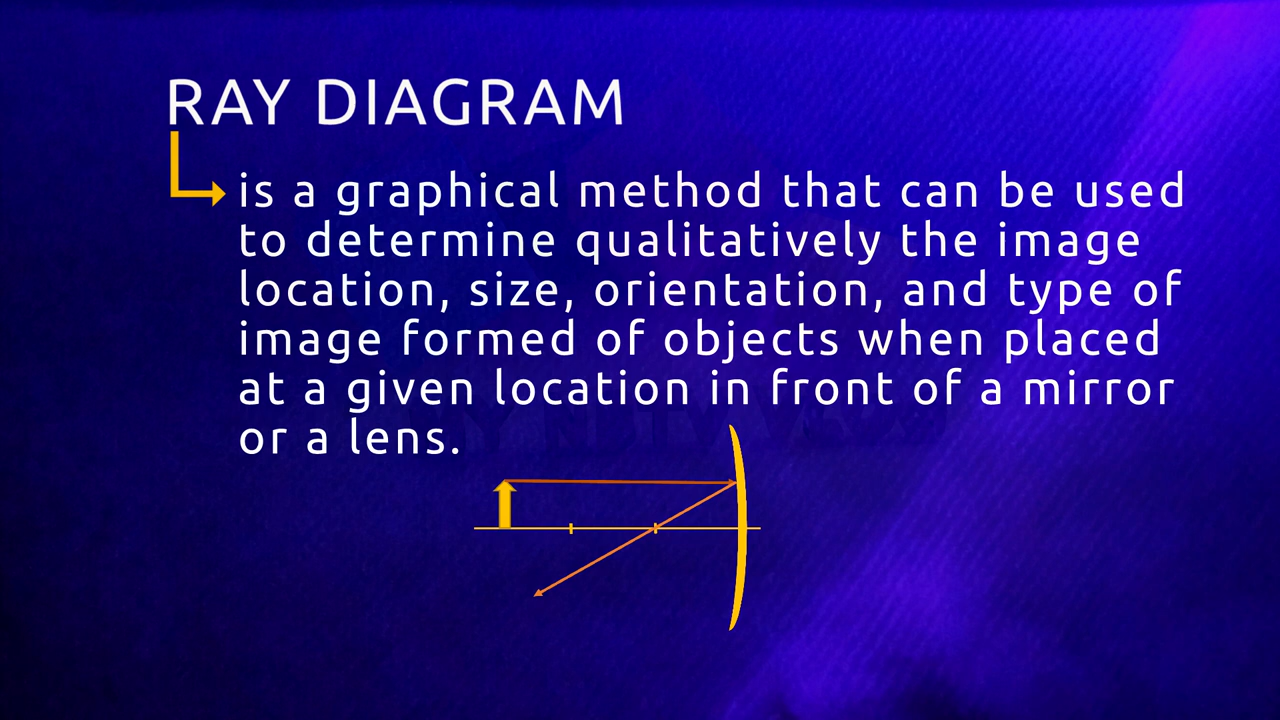 RAY DIAGRAM
is a graphical method that can be used
to determine qualitatively the image
location, size, orientation, and type of
image formed of objects when placed
at a given location in front of a mirror
or a lens.